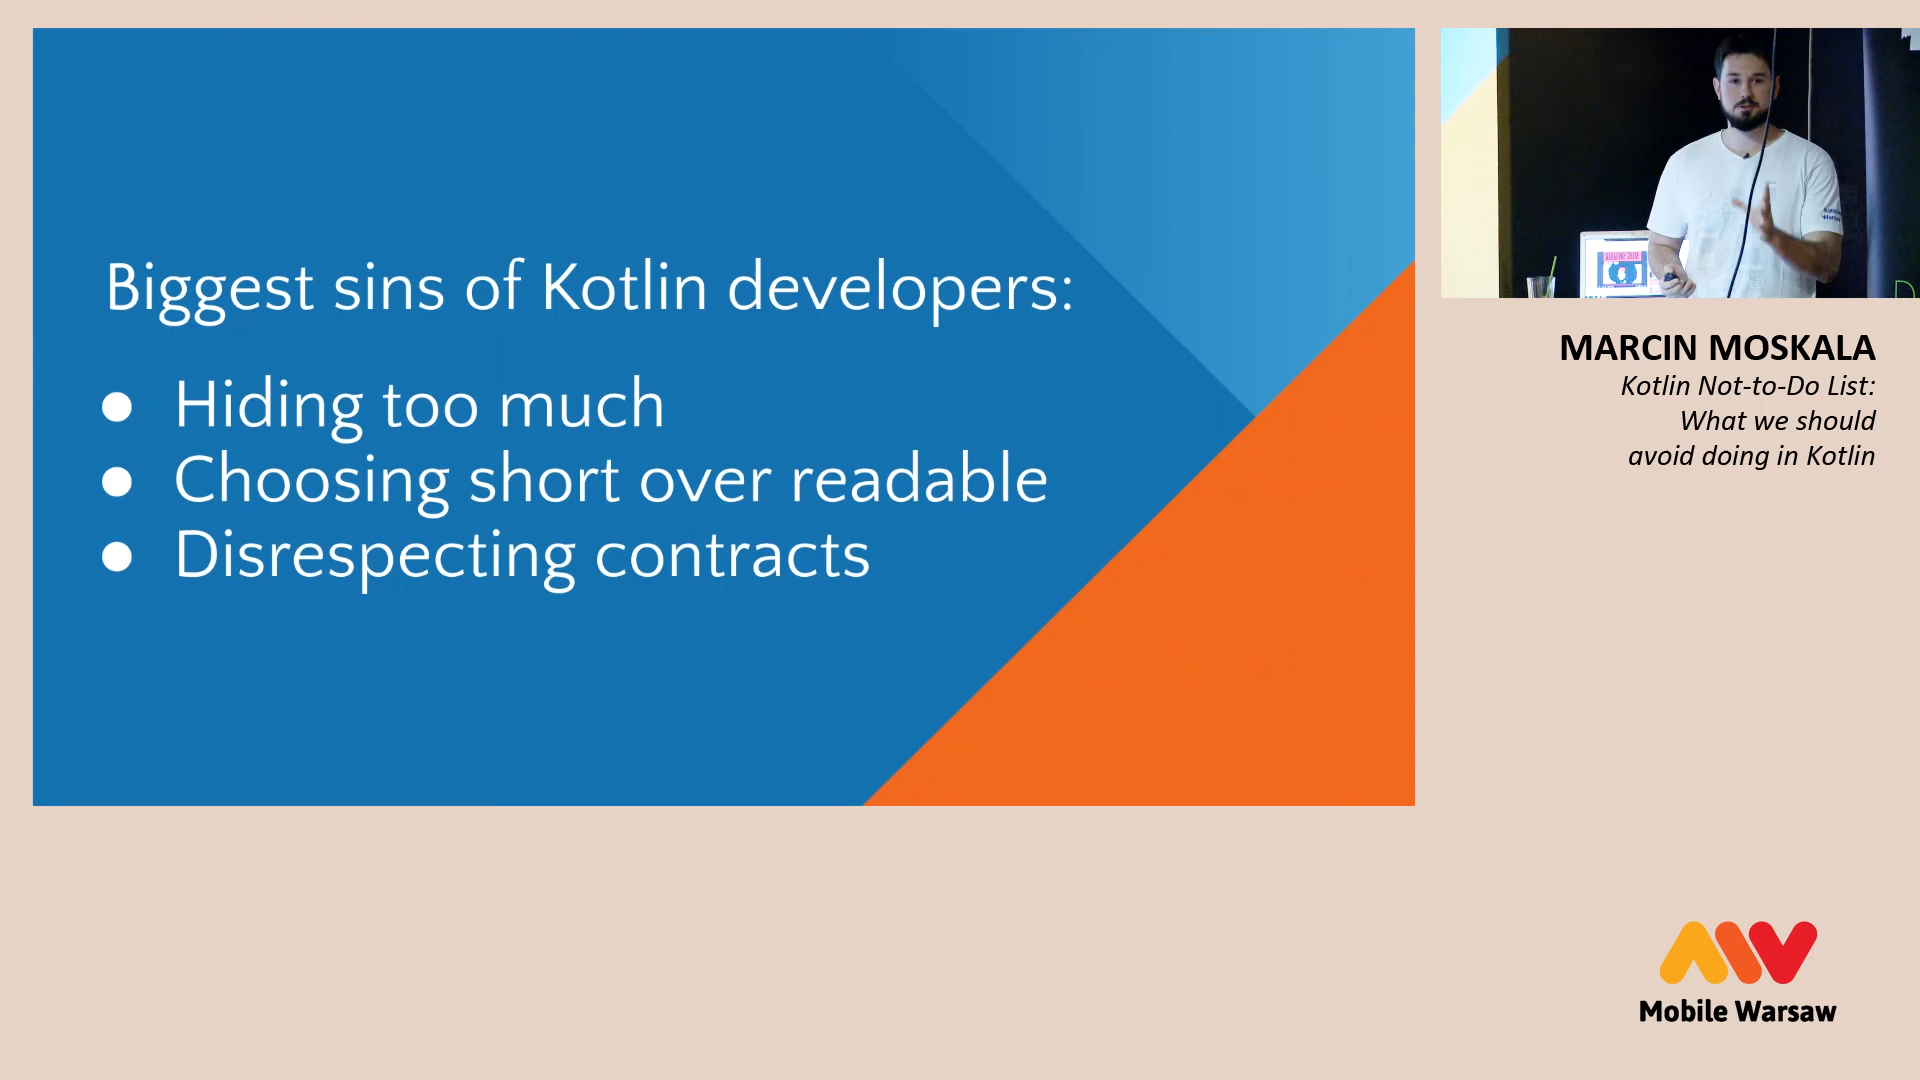 Biggest sins of Kotlin developers:
● Hiding too much
● Choosing short over readable
● Disrespecting contracts
MARCIN MOSKALA
Kotlin Not-to-Do List:
What we should
avoid doing in Kotlin
Mobile Warsaw